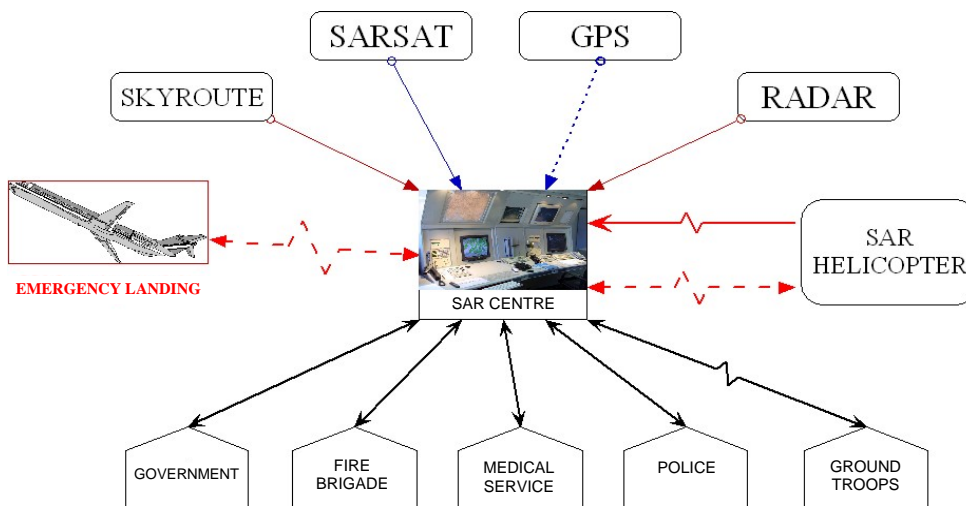 SARSAT
GPS
SKYROUTE
RADAR
EMERGENCY LANDING
SAR
HELICOPTER
SAR CENTRE
GOVERNMENT
FIRE
BRIGADE
MEDICAL
SERVICE
POLICE
GROUND
TROOPS